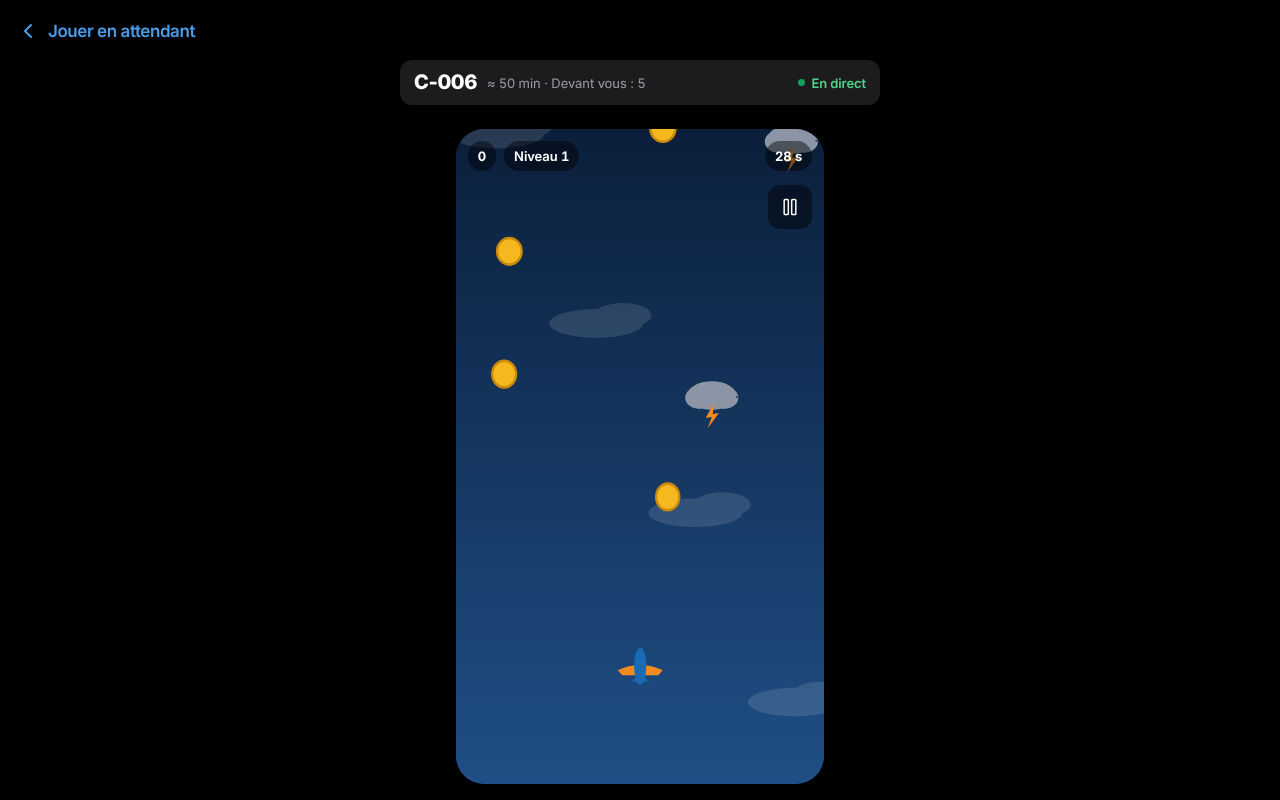 Jouer en attendant
C-006 ≈ 50 min · Devant vous : 5 En direct
0 Niveau 1 28 s